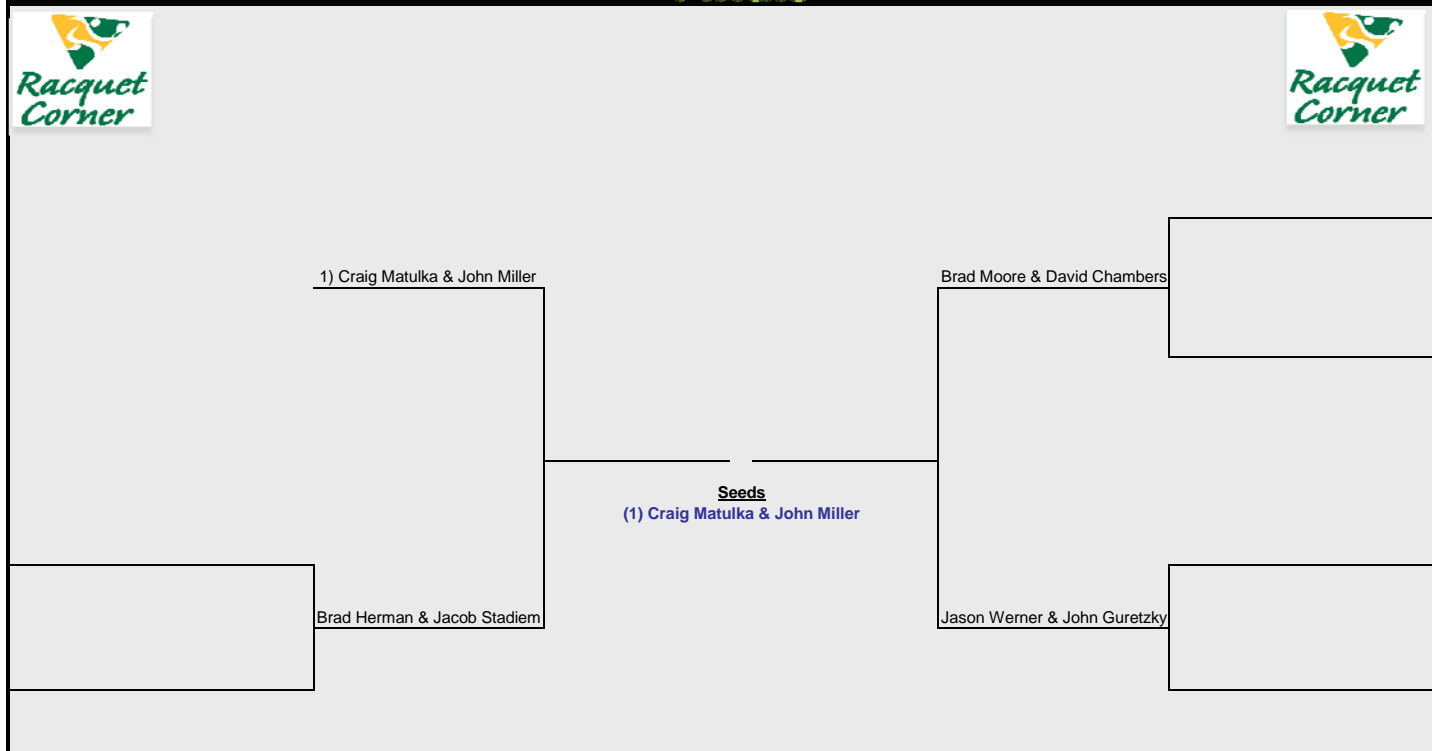 Racquet
Corner
Racquet
Corner
1) Craig Matulka & John Miller
Brad Moore & David Chambers
Seeds
(1) Craig Matulka & John Miller
Brad Herman & Jacob Stadiem
Jason Werner & John Guretzky